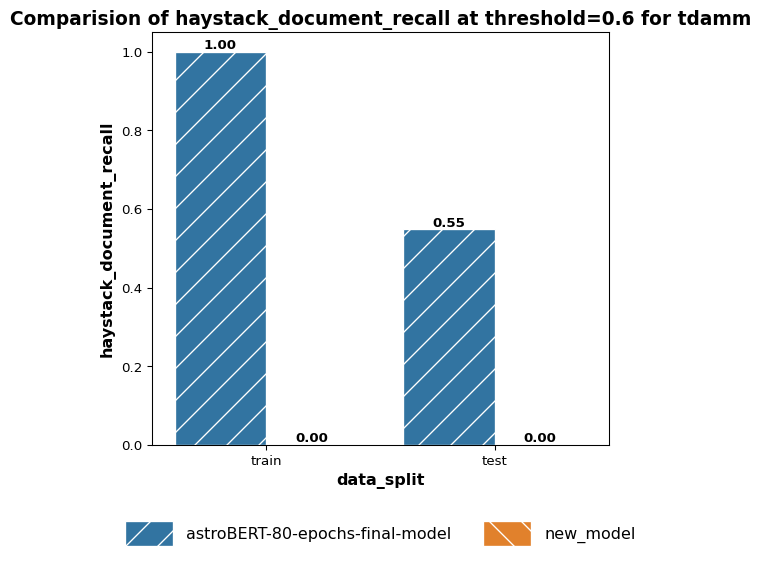 Comparision of haystack_document_recall at threshold=0.6 for tdamm
haystack_document_recall
1.0
0.8
0.6
0.4
0.2
0.0
1.00
0.00
0.55
0.00
train
test
data_split
astroBERT-80-epochs-final-model
new_model